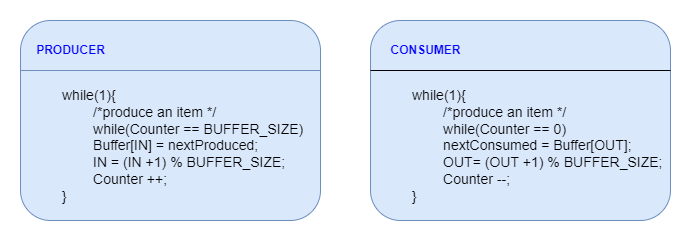 PRODUCER
while(1){
/*produce an item */
while(Counter == BUFFER_SIZE)
Buffer[IN] = nextProduced;
IN = (IN +1) % BUFFER_SIZE;
Counter ++;
}
CONSUMER
while(1){
/*produce an item */
while(Counter == 0)
nextConsumed = Buffer[OUT];
OUT= (OUT +1) % BUFFER_SIZE;
Counter --;
}